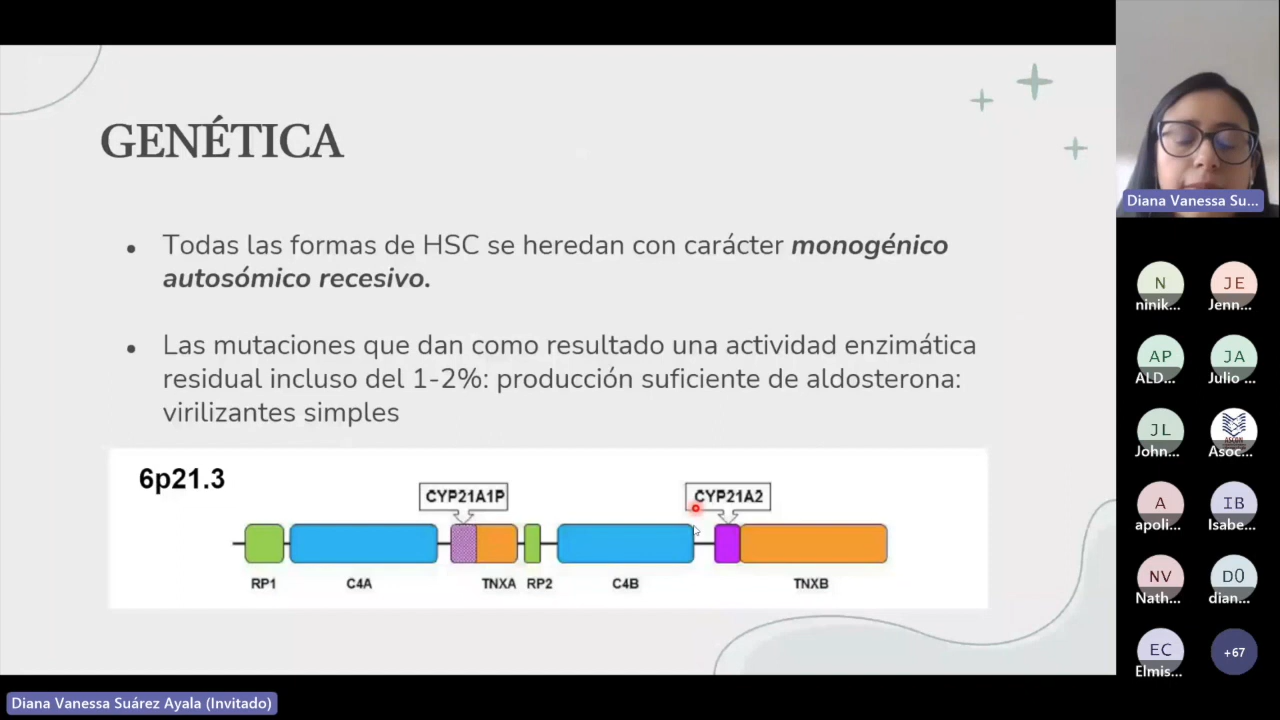 GENÉTICA
Todas las formas de HSC se heredan con carácter monogénico
autosómico recesivo.
Las mutaciones que dan como resultado una actividad enzimática
residual incluso del 1-2%: producción suficiente de aldosterona:
virilizantes simples
6p21.3
CYP21A1P
CYP21A2
RP1
C4A
TNXA
RP2
C4B
TNXB
Diana Vanessa Su...
N
ninik...
JE
Jenn...
AP
ALD...
JA
Julio ...
JL
John...
Asoc...
A
apoli...
IB
Isabe...
NV
Nath...
D0
dian...
EC
Elmis...
+67
Diana Vanessa Suárez Ayala (Invitado)